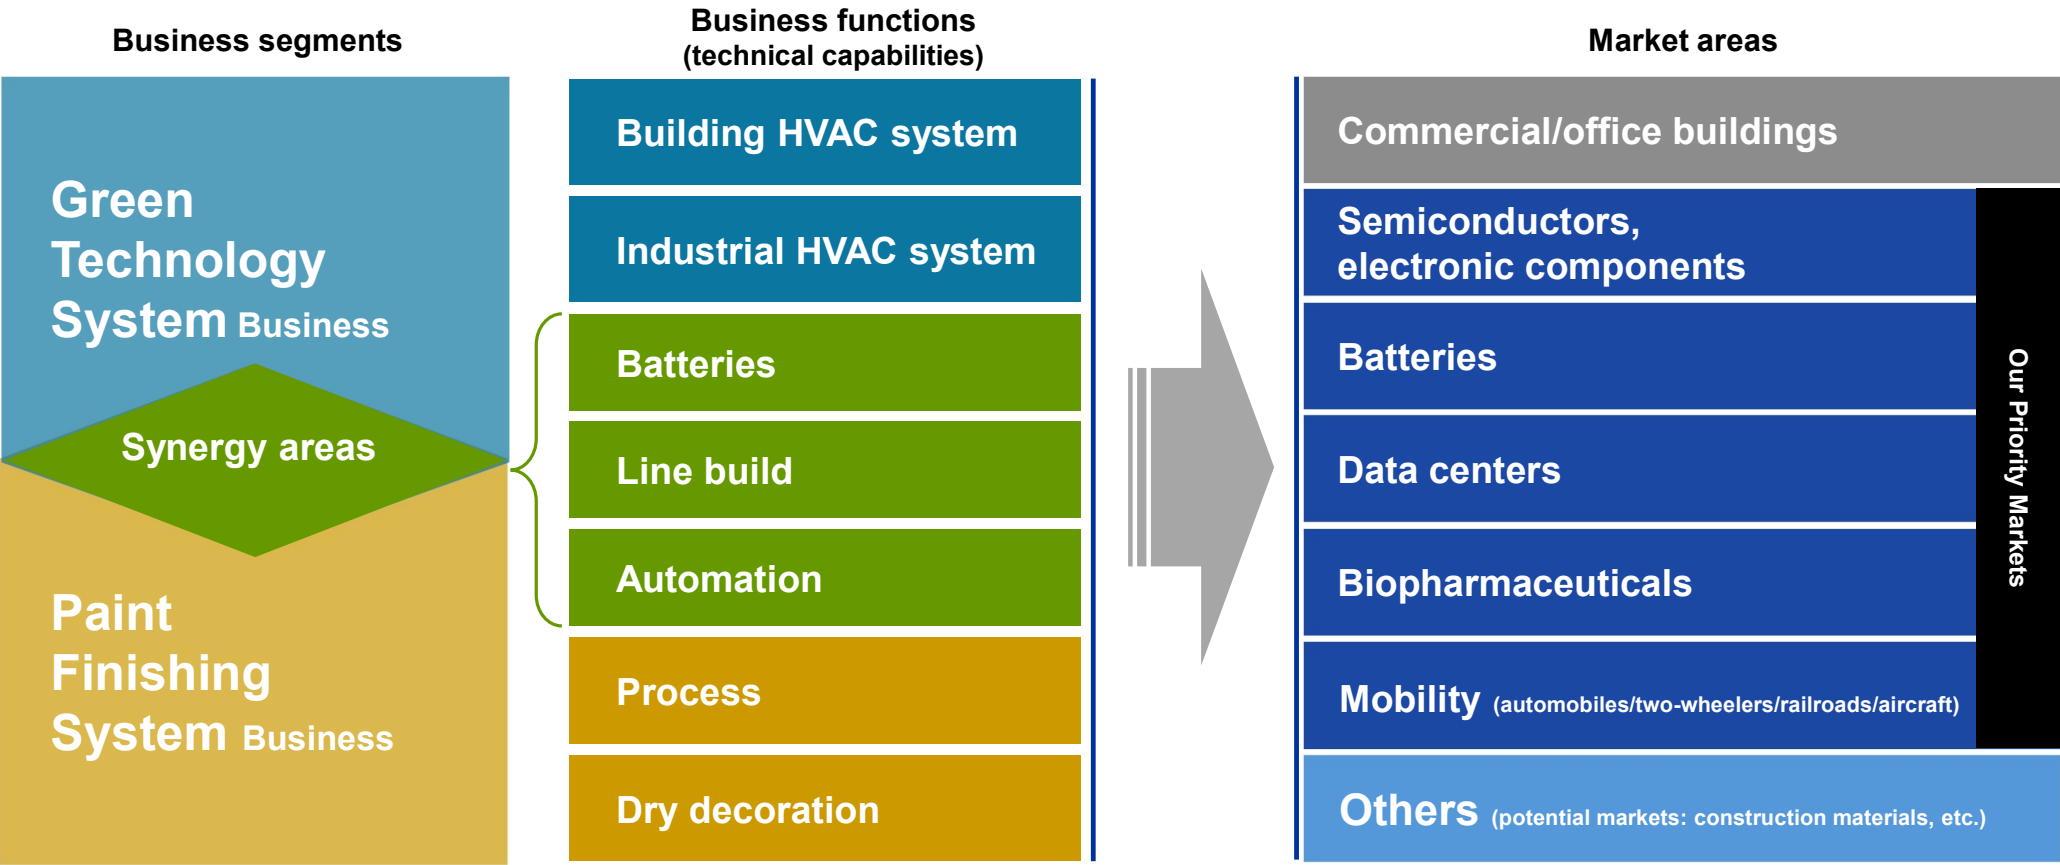 Business segments
Green
Technology
System Business
Synergy areas
Paint
Finishing
System Business
Business functions
(technical capabilities)
Building HVAC system
Industrial HVAC system
Batteries
Line build
Automation
Process
Dry decoration
Market areas
Commercial/office buildings
Semiconductors,
electronic components
Batteries
Data centers
Biopharmaceuticals
Mobility (automobiles/two-wheelers/railroads/aircraft)
Our Priority Markets
Others (potential markets: construction materials, etc.)